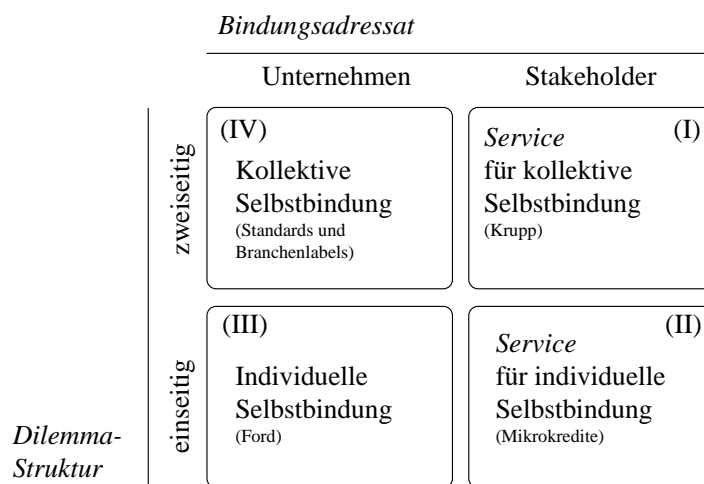 Bindungsadressat
Unternehmen
Stakeholder
zweiseitig
(IV)
Kollektive
Selbstbindung
(Standards und
Branchenlabels)
(I)
Service
für kollektive
Selbstbindung
(Krupp)
einseitig
(III)
Individuelle
Selbstbindung
(Ford)
(II)
Service
für individuelle
Selbstbindung
(Mikrokredite)
Dilemma-
Struktur